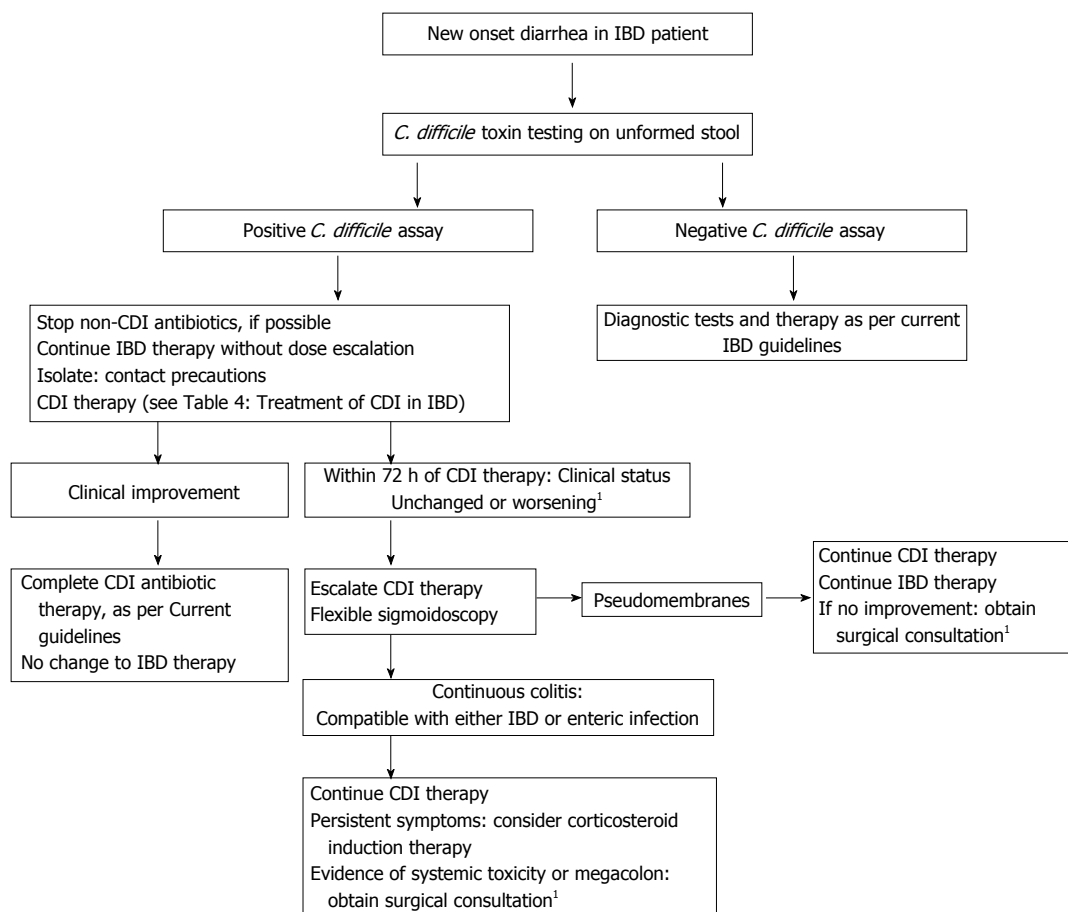 New onset diarrhea in IBD patient
C. difficile toxin testing on unformed stool
Positive C. difficile assay
Negative C. difficile assay
Stop non-CDI antibiotics, if possible
Continue IBD therapy without dose escalation
Isolate: contact precautions
CDI therapy (see Table 4: Treatment of CDI in IBD)
Diagnostic tests and therapy as per current
IBD guidelines
Clinical improvement
Within 72 h of CDI therapy: Clinical status
Unchanged or worsening¹
Complete CDI antibiotic
therapy, as per Current
guidelines
No change to IBD therapy
Escalate CDI therapy
Flexible sigmoidoscopy
Pseudomembranes
Continue CDI therapy
Continue IBD therapy
If no improvement: obtain
surgical consultation¹
Continuous colitis:
Compatible with either IBD or enteric infection
Continue CDI therapy
Persistent symptoms: consider corticosteroid
induction therapy
Evidence of systemic toxicity or megacolon:
obtain surgical consultation¹